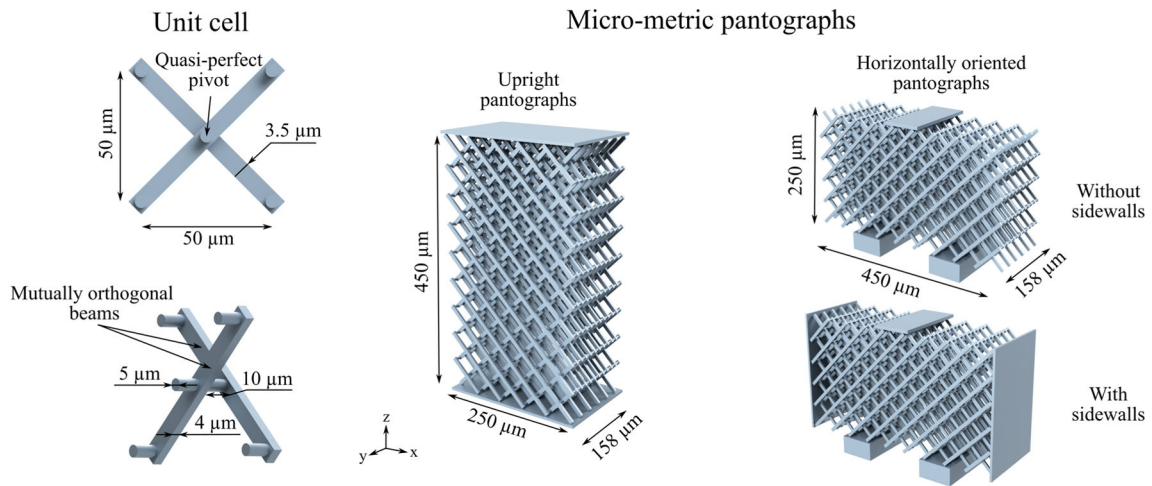 Unit cell
Quasi-perfect
pivot
50 µm
3.5 µm
50 µm
Mutually orthogonal
beams
5 µm
10 µm
4 µm
Micro-metric pantographs
Upright
pantographs
450 µm
250 µm
158 µm
z
y
x
Horizontally oriented
pantographs
250 µm
450 µm
158 µm
Without
sidewalls
With
sidewalls